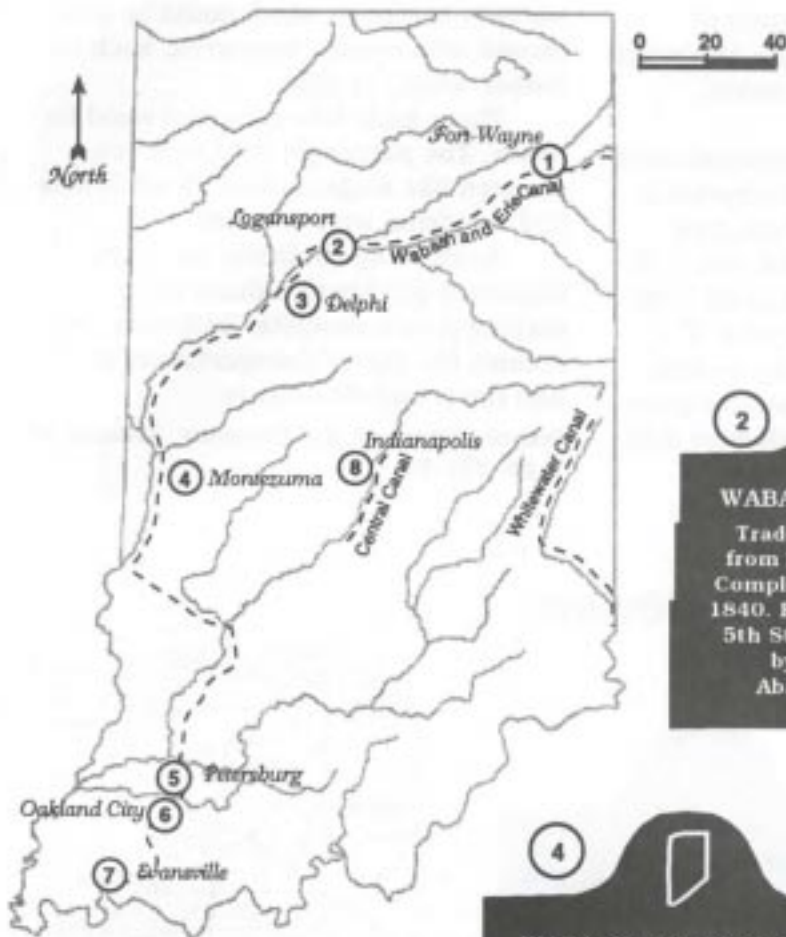 0 20 40
North
Fort Wayne
1
Wabash and Erie Canal
Logansport
2
3
Delphi
Indianapolis
8
Central Canal
Whitewater Canal
4
Montezuma
5
Petersburg
Oakland City
6
7
Evansville
2
WABA
Trad
from
Compl
1840.
5th
by
Ab
4